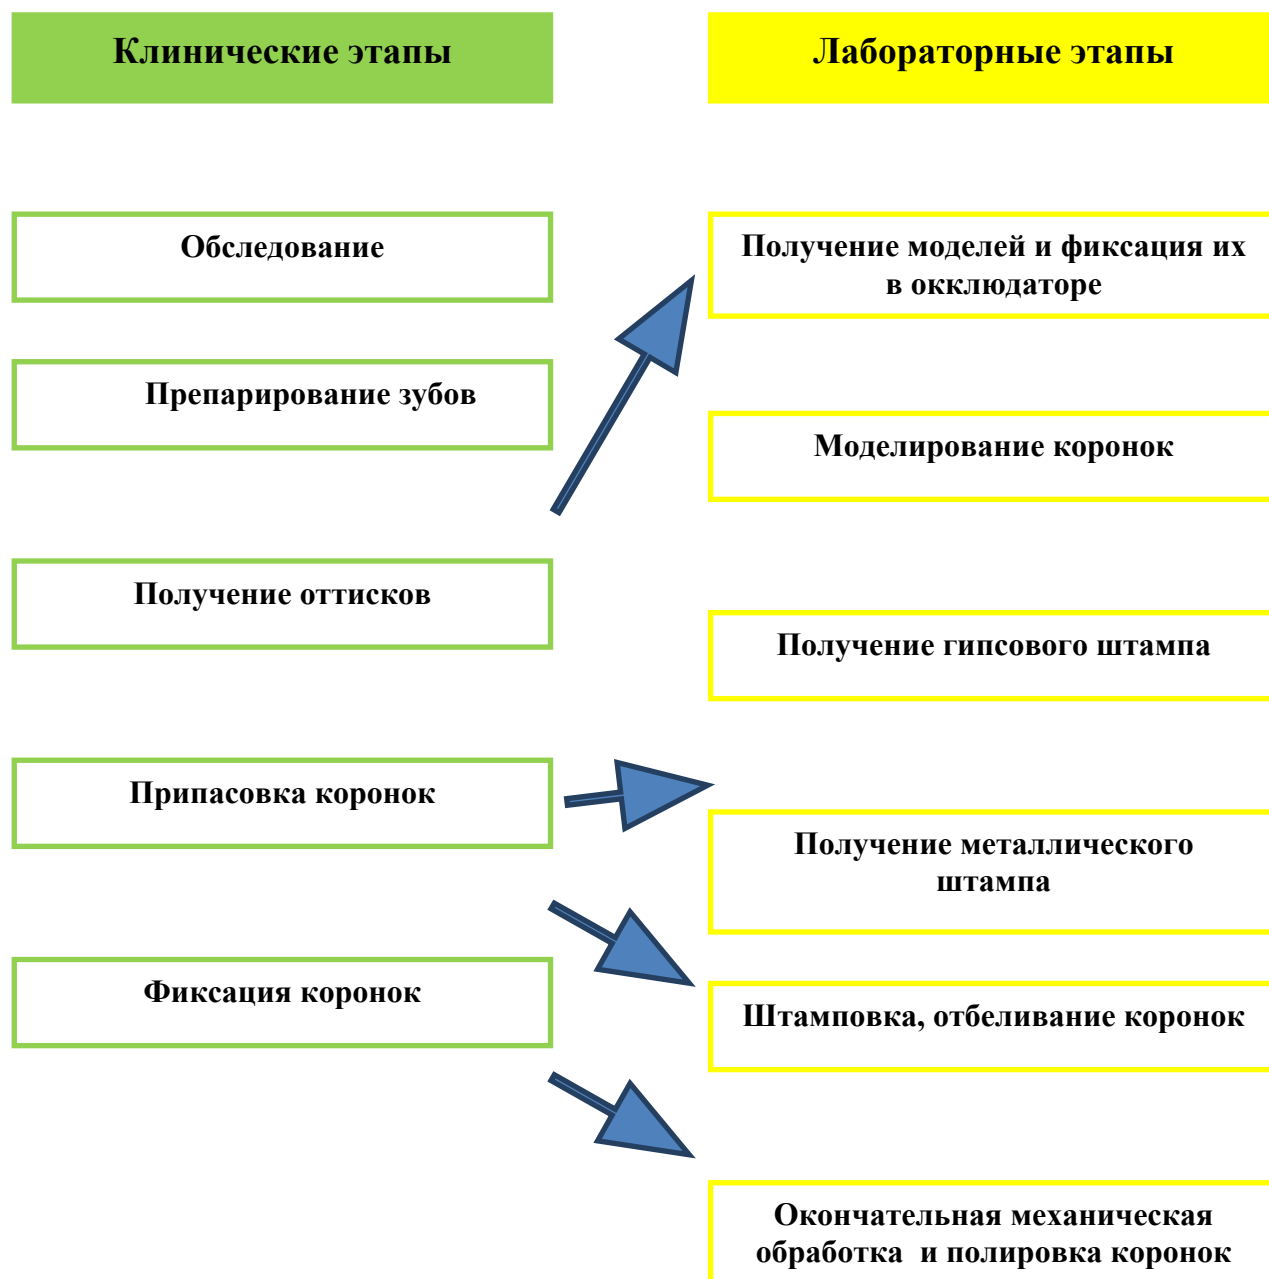 Клинические этапы
Лабораторные этапы
Обследование
Получение моделей и фиксация их
в окклюдаторе
Препарирование зубов
Моделирование коронок
Получение оттисков
Получение гипсового штампа
Припасовка коронок
Получение металлического
штампа
Фиксация коронок
Штамповка, отбеливание коронок
Окончательная механическая
обработка и полировка коронок